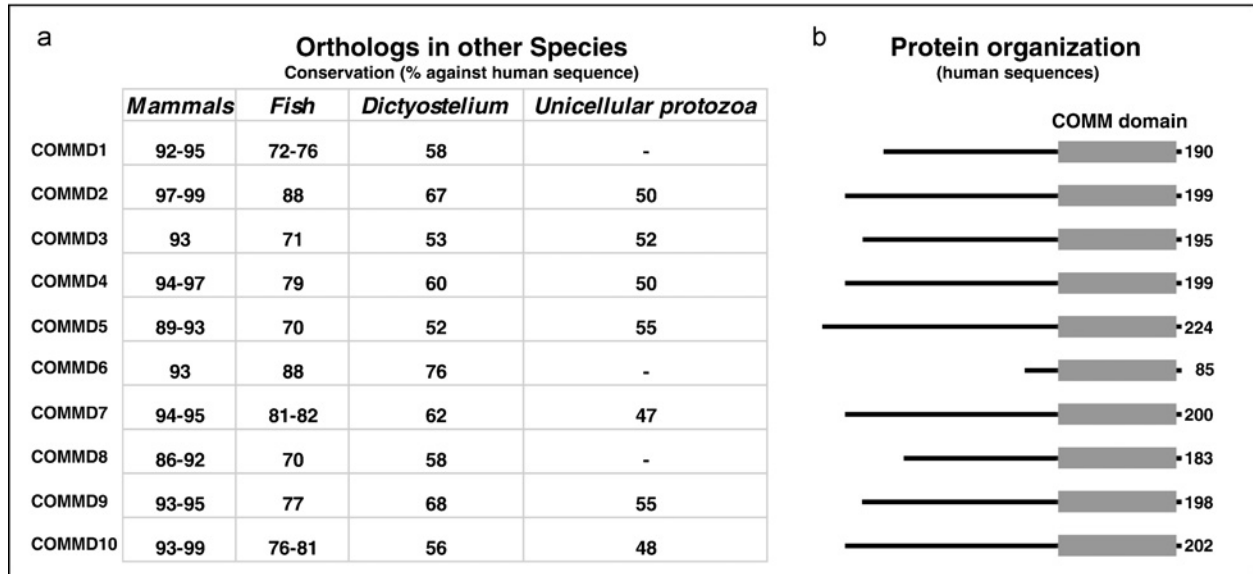 a
Orthologs in other Species
Conservation (% against human sequence)
Mammals Fish Dictyostelium Unicellular protozoa
COMMD1 92-95 72-76 58 -
COMMD2 97-99 88 67 50
COMMD3 93 71 53 52
COMMD4 94-97 79 60 50
COMMD5 89-93 70 52 55
COMMD6 93 88 76 -
COMMD7 94-95 81-82 62 47
COMMD8 86-92 70 58 -
COMMD9 93-95 77 68 55
COMMD10 93-99 76-81 56 48
b
Protein organization
(human sequences)
COMM domain
190
199
195
199
224
85
200
183
198
202